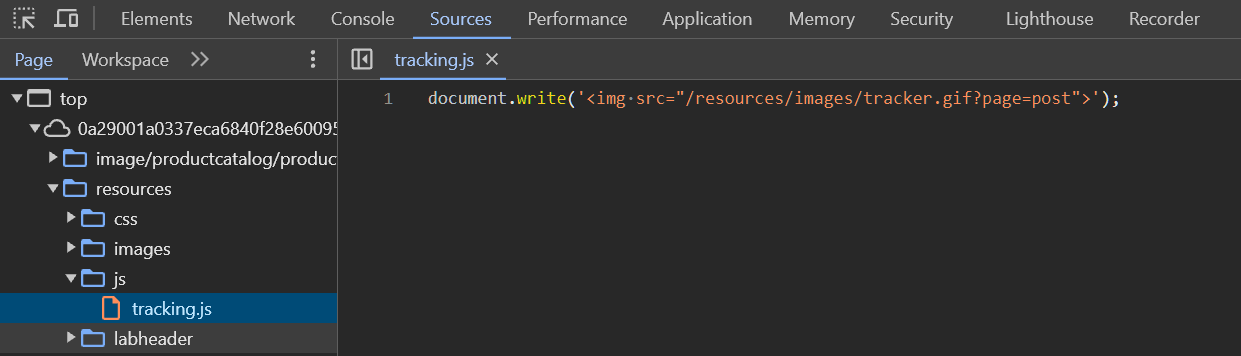 Elements Network Console Sources Performance Application Memory Security Lighthouse Recorder
Page Workspace
tracking.js
1 document.write('<img·src="/resources/images/tracker.gif?page=post">');
top
0a29001a0337eca6840f28e60095
image/productcatalog/produc
resources
css
images
js
tracking.js
labheader